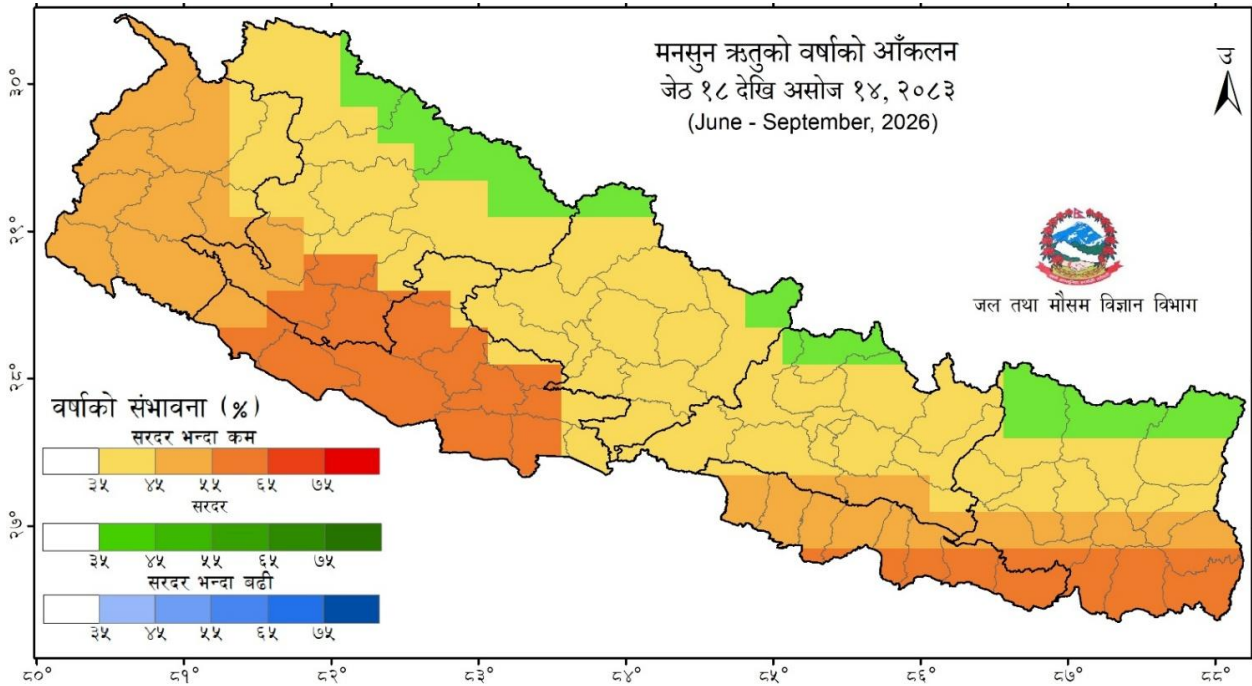 मनसुन ऋतुको वर्षाको आँकलन
जेठ १८ देखि असोज १४, २०८३
(June - September, 2026)
उ
जल तथा मौसम विज्ञान विभाग
३०°
२९°
२८°
२७°
वर्षाको संभावना (%)
सरदर भन्दा कम
३५ ४५ ५५ ६५ ७५
सरदर
३५ ४५ ५५ ६५ ७५
सरदर भन्दा बढी
३५ ४५ ५५ ६५ ७५
८०° ८१° ८२° ८३° ८४° ८५° ८६° ८७° ८८°